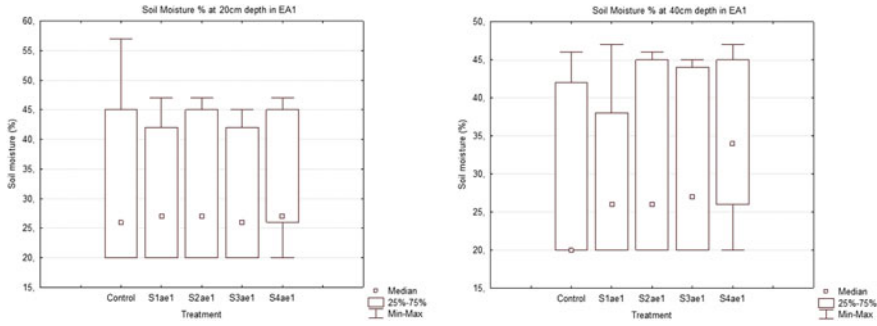 Soil Moisture % at 20cm depth in EA1
60,
55,
50,
45,
40,
35,
30,
25,
20,
15,
Soil moisture (%)
Control S1ae1 S2ae1 S3ae1 S4ae1
Treatment
Median
25%-75%
Min-Max
Soil Moisture % at 40cm depth in EA1
50,
45,
40,
35,
30,
25,
20,
15,
Soil moisture (%)
Control S1ae1 S2ae1 S3ae1 S4ae1
Treatment
Median
25%-75%
Min-Max